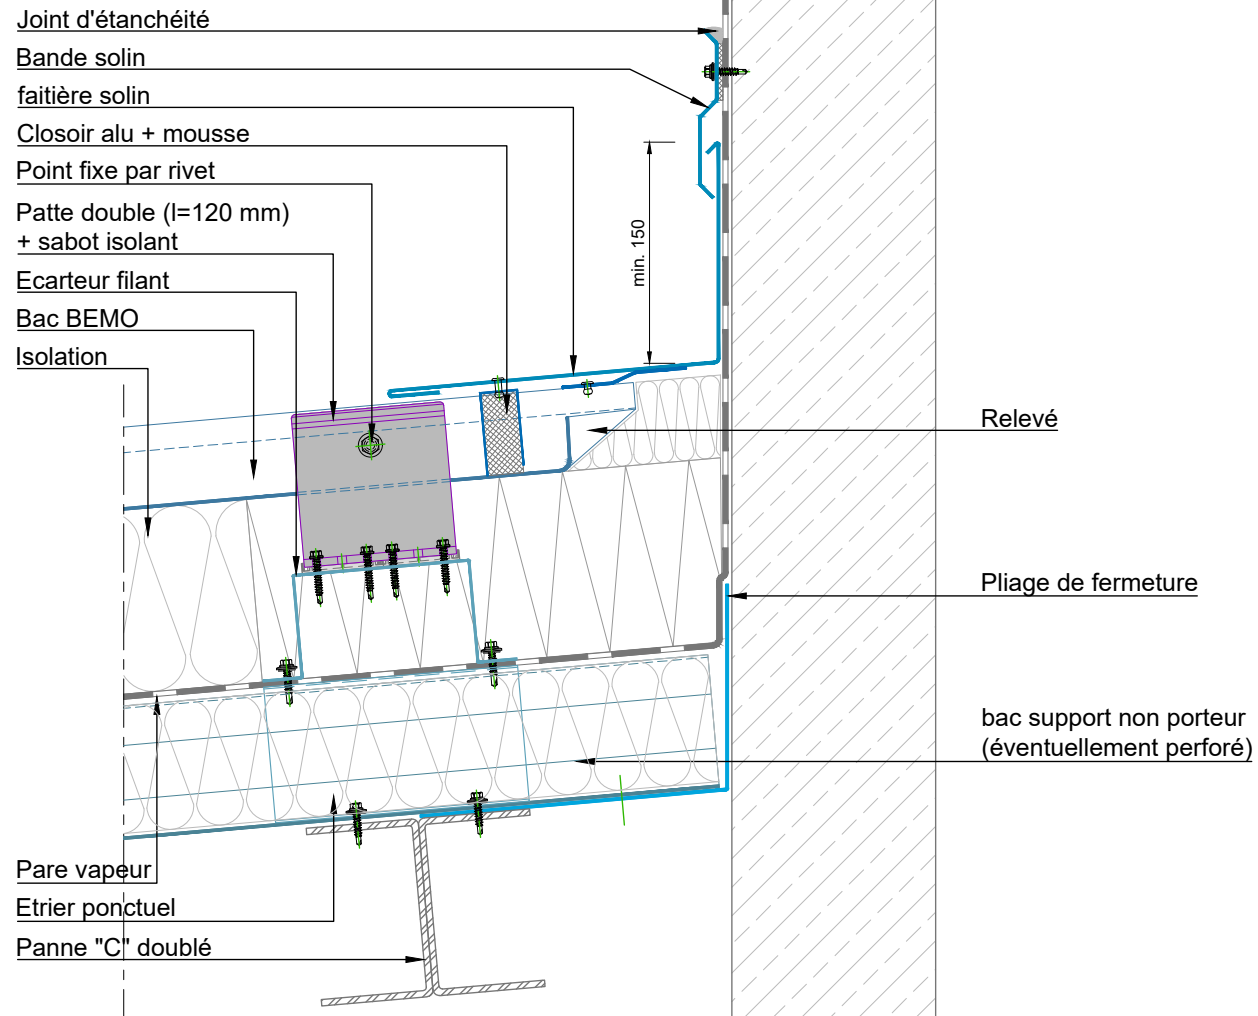 Joint d'étanchéité
Bande solin
faitière solin
Closoir alu + mousse
Point fixe par rivet
Patte double (l=120 mm)
+ sabot isolant
Ecarteur filant
Bac BEMO
Isolation
min. 150
Relevé
Pliage de fermeture
bac support non porteur
(éventuellement perforé)
Pare vapeur
Etrier ponctuel
Panne "C" doublé